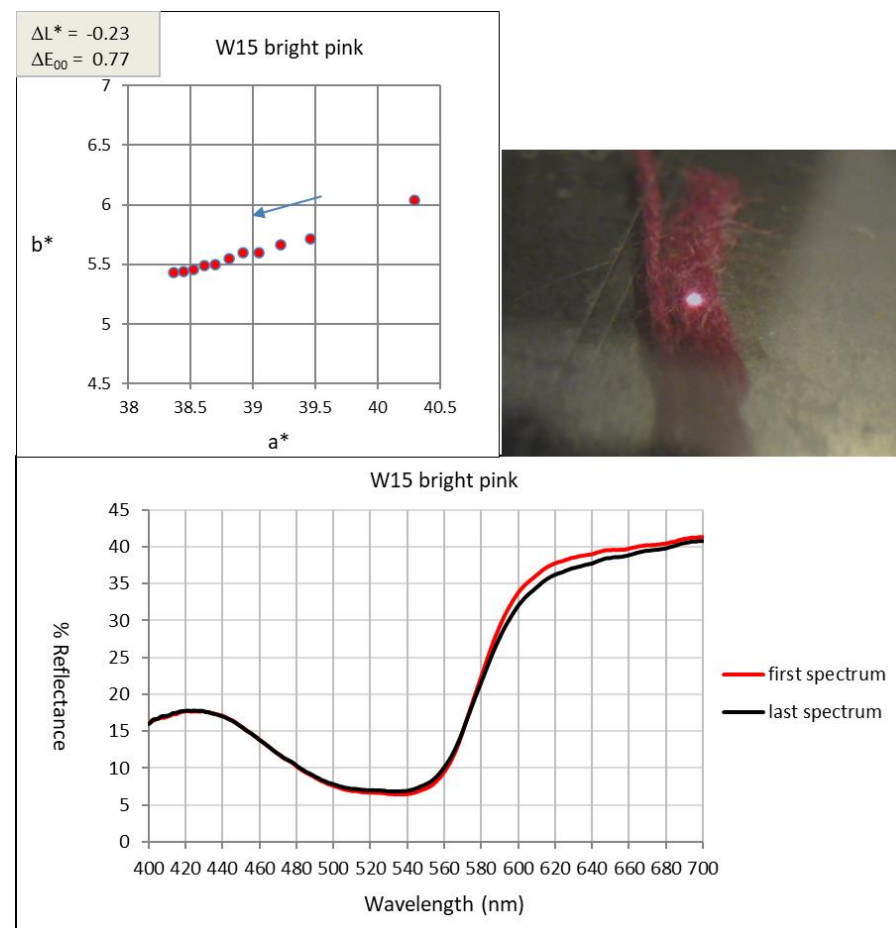 ΔL* = -0.23
ΔE00 = 0.77
W15 bright pink
7
6.5
6
5.5
5
4.5
b*
38 38.5 39 39.5 40 40.5
a*
W15 bright pink
45
40
35
30
25
20
15
10
5
0
% Reflectance
400 420 440 460 480 500 520 540 560 580 600 620 640 660 680 700
Wavelength (nm)
first spectrum
last spectrum